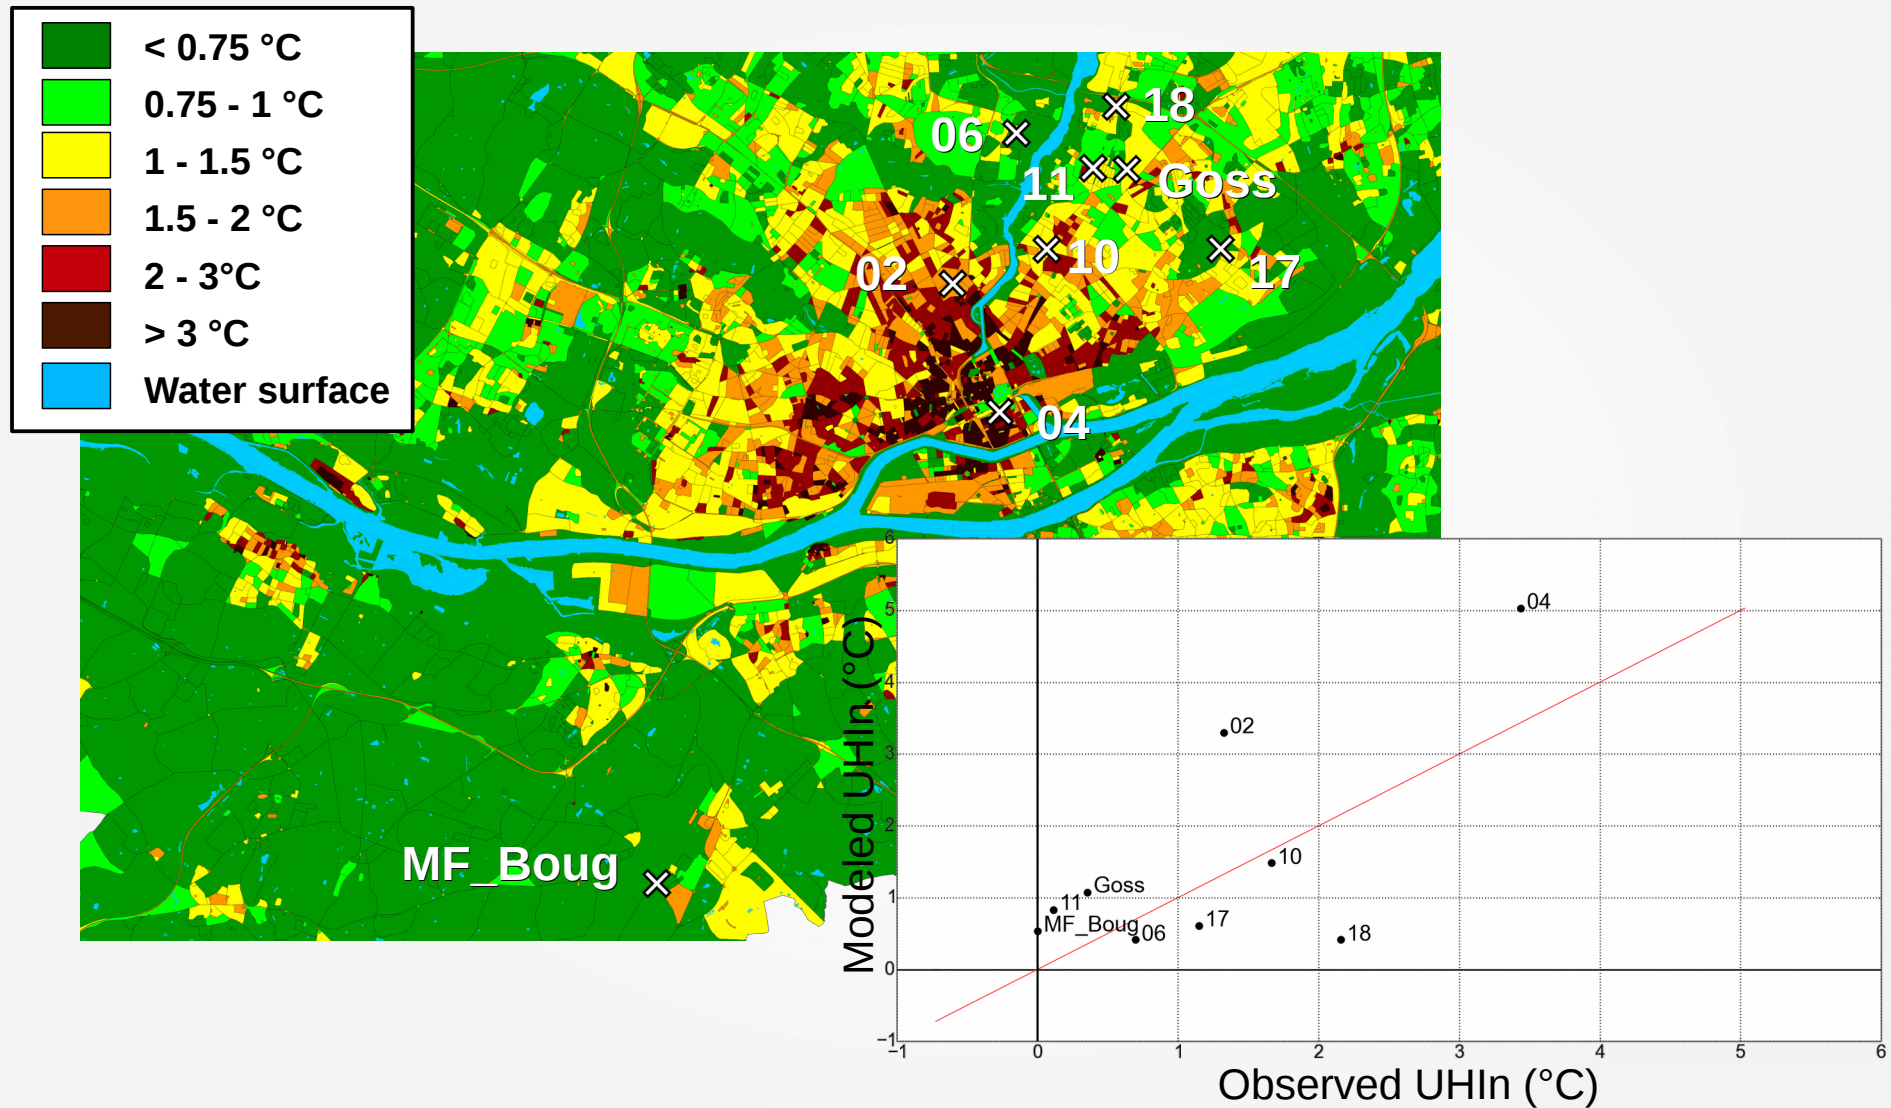 < 0.75 °C
0.75 - 1 °C
1 - 1.5 °C
1.5 - 2 °C
2 - 3°C
> 3 °C
Water surface
18
06
11
Goss
10
02
17
04
MF_Boug
6
5
4
3
2
1
0
−1
Modeled UHIn (°C)
04
02
10
Goss
11
MF_Boug
06
17
18
−1 0 1 2 3 4 5 6
Observed UHIn (°C)